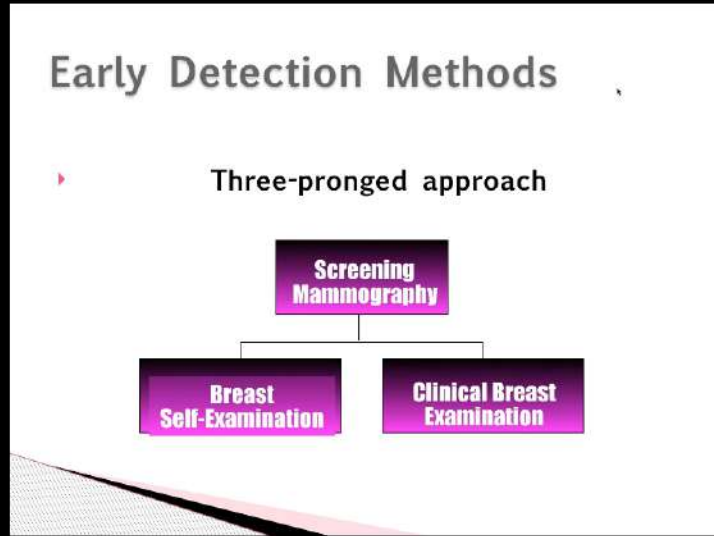 Early Detection Methods
Three-pronged approach
Screening
Mammography
Breast
Self-Examination
Clinical Breast
Examination